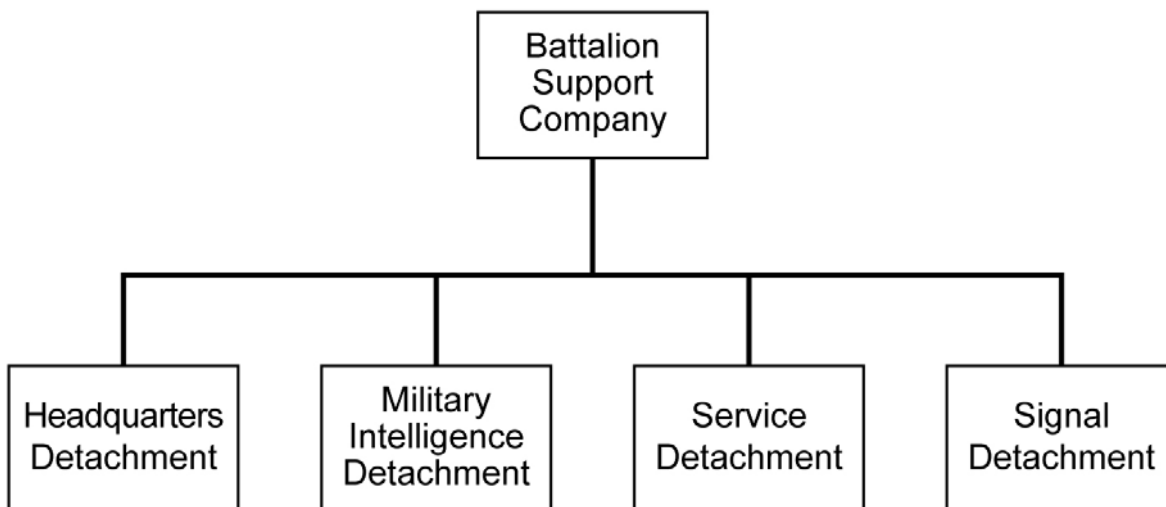 Battalion
Support
Company
Headquarters
Detachment
Military
Intelligence
Detachment
Service
Detachment
Signal
Detachment